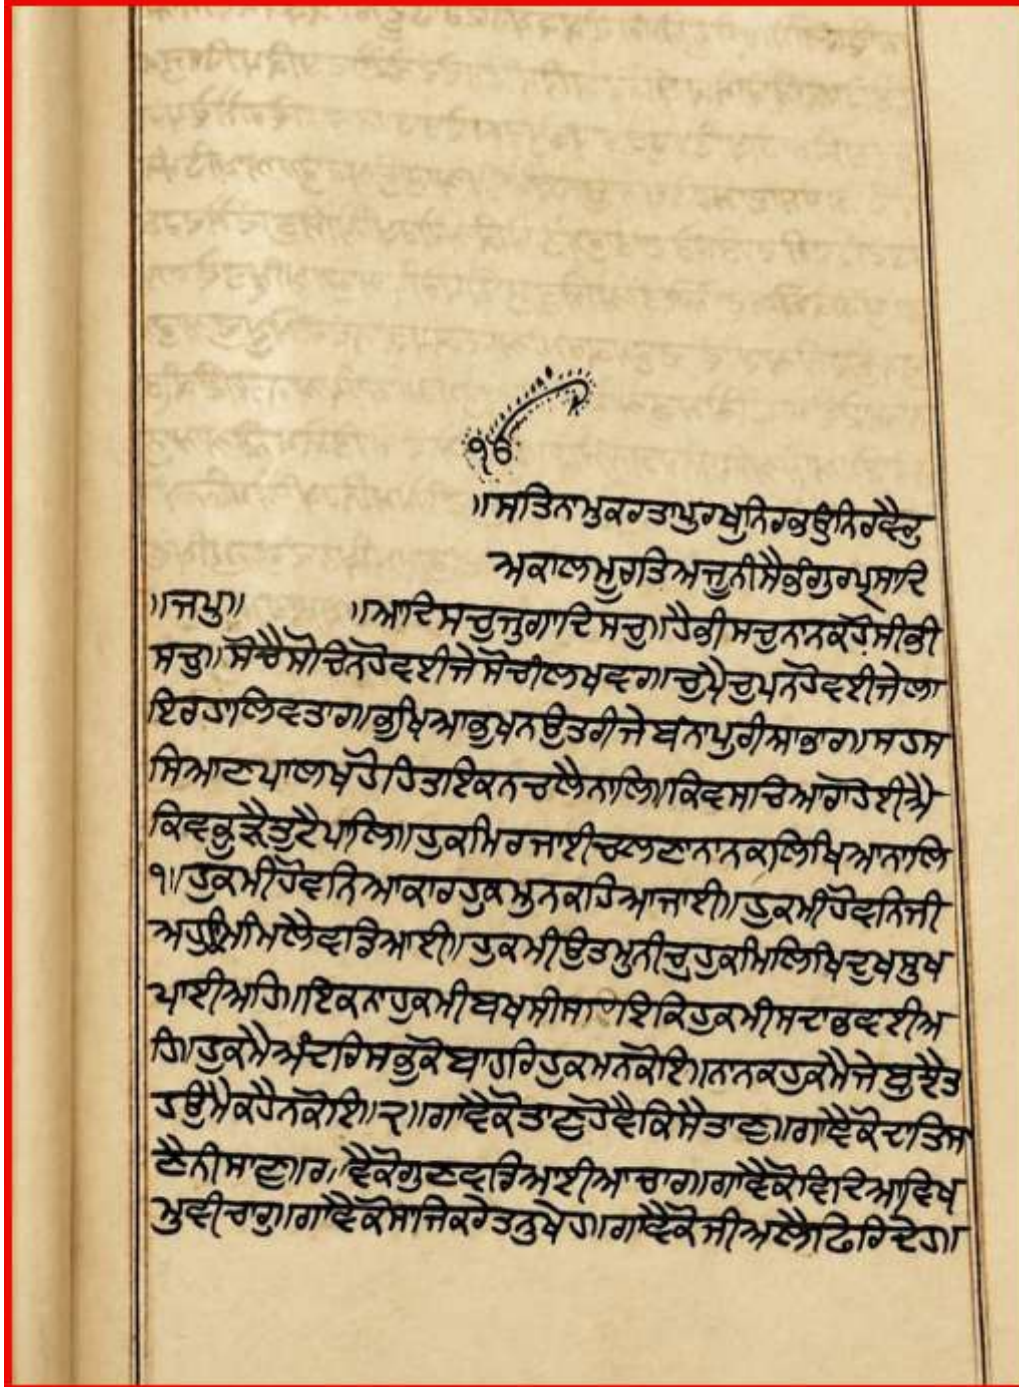 ੴ
॥ਸਤਿਨਾਮੁਕਰਤਾਪੁਰਖੁਨਿਰਭਉਨਿਰਵੈਰੁ
ਅਕਾਲਮੂਰਤਿਅਜੂਨੀਸੈਭੰਗੁਰਪ੍ਰਸਾਦਿ
॥ਜਪੁ॥ ॥ਆਦਿਸਚੁਜੁਗਾਦਿਸਚੁ॥ਹੈਭੀਸਚੁਨਾਨਕਹੋਸੀਭੀ
ਸਚੁ॥ਸੋਚੈਸੋਚਿਨਹੋਵਈਜੇਸੋਚੀਲਖਵਾਰ॥ਚੁਪੈਚੁਪਨਹੋਵਈਜੇਲਾ
ਇਰਹਾਲਿਵਤਾਰ॥ਭੁਖਿਆਭੁਖਨਉਤਰੀਜੇਬੰਨਾਪੁਰੀਆਭਾਰ॥ਸਹਸ
ਸਿਆਣਪਾਲਖਹੋਹਿਤਾਇਕਨਚਲੈਨਾਲਿ॥ਕਿਵਸਚਿਆਰਾਹੋਈਐ
ਕਿਵਕੂੜੈਤੁਟੈਪਾਲਿ॥ਹੁਕਮਿਰਜਾਈਚਲਣਾਨਾਨਕਲਿਖਿਆਨਾਲਿ
੧॥ਹੁਕਮੀਹੋਵਨਿਆਕਾਰਹੁਕਮੁਨਕਹਿਆਜਾਈ॥ਹੁਕਮੀਹੋਵਨਿਜੀ
ਅਹੁਕਮਿਮਿਲੈਵਡਿਆਈ॥ਹੁਕਮੀਉਤਮੁਨੀਚੁਹੁਕਮਿਲਿਖਿਦੁਖਸੁਖ
ਪਾਈਅਹਿ॥ਇਕਨਾਹੁਕਮੀਬਖਸੀਸਇਕਿਹੁਕਮੀਸਦਾਭਵਾਈਅ
ਹਿ॥ਹੁਕਮੈਅੰਦਰਿਸਭੁਕੋਬਾਹਰਿਹੁਕਮਨਕੋਇ॥ਨਾਨਕਹੁਕਮੈਜੇਬੁਝੈਤ
ਹਉਮੈਕਹੈਨਕੋਇ॥੨॥ਗਾਵੈਕੋਤਾਣੁਹੋਵੈਕਿਸੈਤਾਣੁ॥ਗਾਵੈਕੋਦਾਤਿਜਾ
ਣੈਨੀਸਾਣੁ॥ਗਾਵੈਕੋਗੁਣਵਡਿਆਈਆਚਾਰ॥ਗਾਵੈਕੋਵਿਦਿਆਵਿਖ
ਮੁਵੀਚਾਰੁ॥ਗਾਵੈਕੋਸਾਜਿਕਰੇਤਨੁਖੇਹ॥ਗਾਵੈਕੋਜੀਅਲੈਫਿਰਿਦੇਹ॥